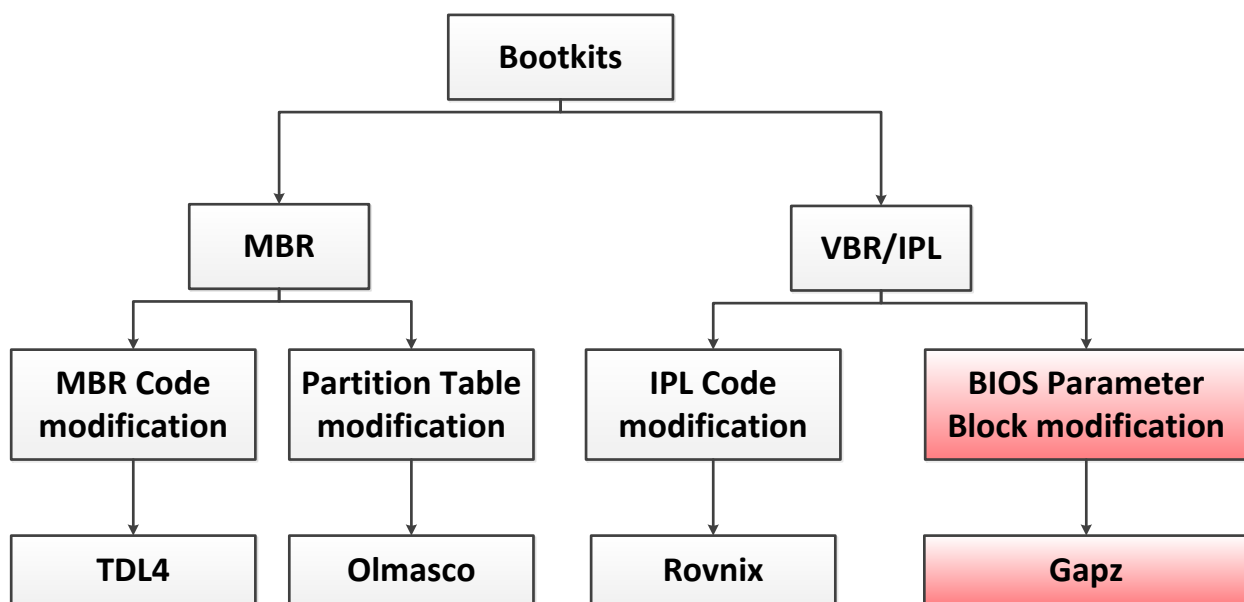 Bootkits
MBR
VBR/IPL
MBR Code
modification
Partition Table
modification
IPL Code
modification
BIOS Parameter
Block modification
TDL4
Olmasco
Rovnix
Gapz